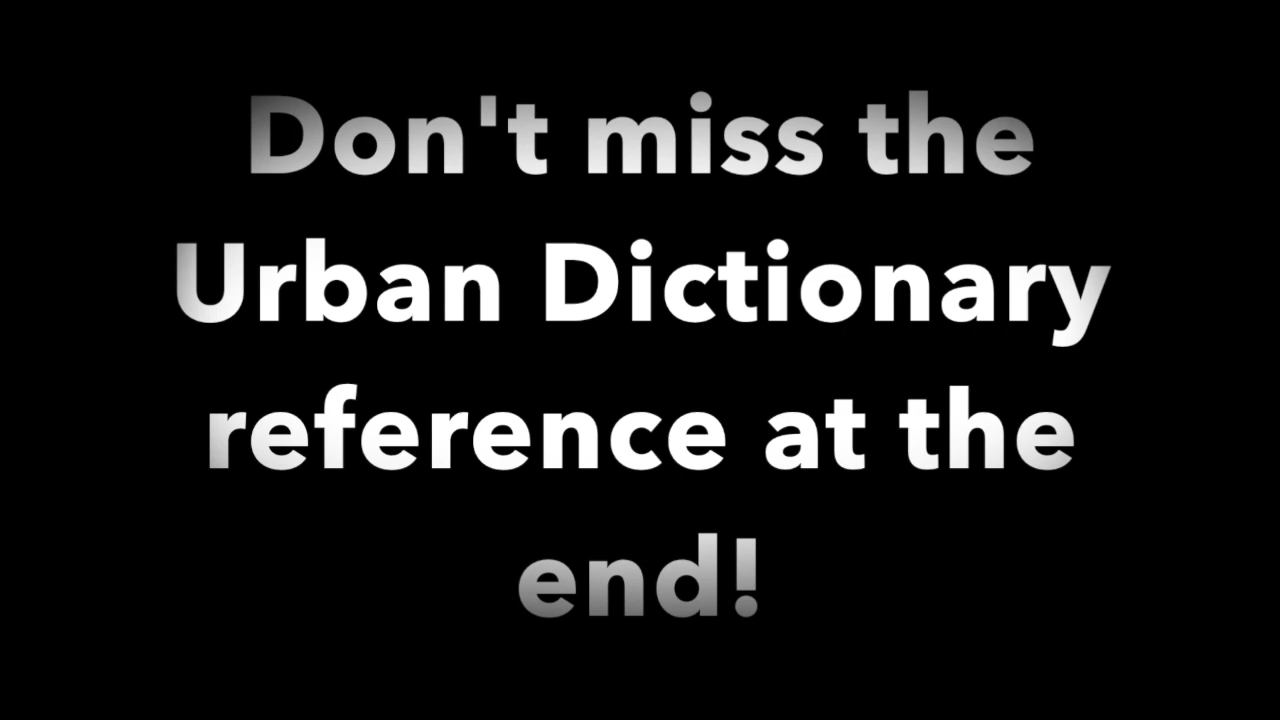 Don't miss the
Urban Dictionary
reference at the
end!